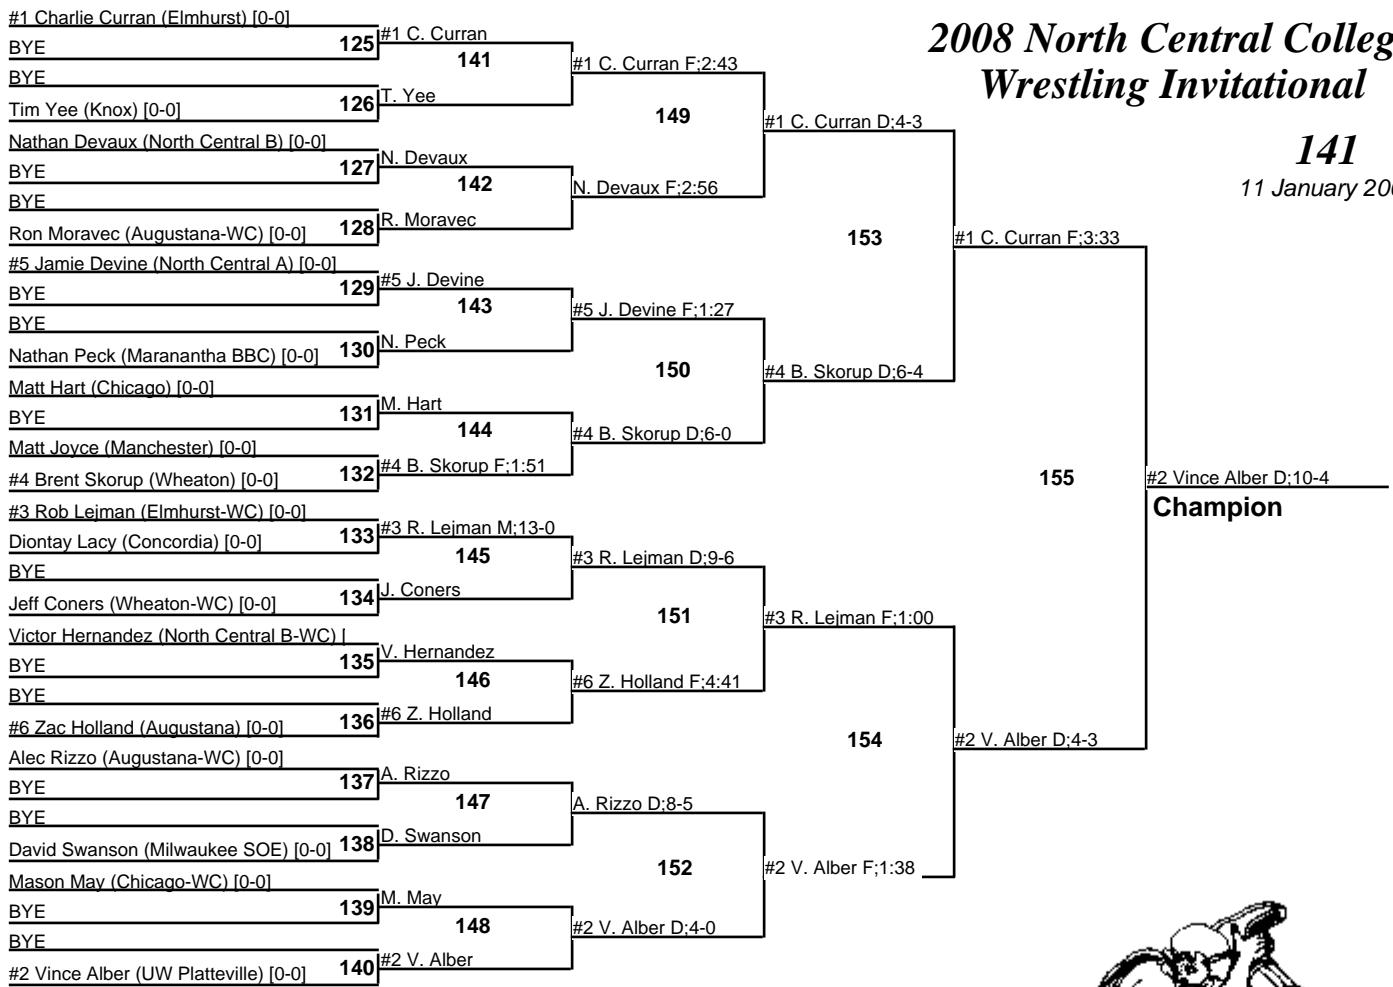 #1 Charlie Curran (Elmhurst) [0-0]
BYE
BYE
Tim Yee (Knox) [0-0]
Nathan Devaux (North Central B) [0-0]
BYE
BYE
Ron Moravec (Augustana-WC) [0-0]
#5 Jamie Devine (North Central A) [0-0]
BYE
BYE
Nathan Peck (Maranantha BBC) [0-0]
Matt Hart (Chicago) [0-0]
BYE
Matt Joyce (Manchester) [0-0]
#4 Brent Skorup (Wheaton) [0-0]
#3 Rob Lejman (Elmhurst-WC) [0-0]
Diontay Lacy (Concordia) [0-0]
BYE
Jeff Coners (Wheaton-WC) [0-0]
Victor Hernandez (North Central B-WC) [
BYE
BYE
#6 Zac Holland (Augustana) [0-0]
Alec Rizzo (Augustana-WC) [0-0]
BYE
BYE
David Swanson (Milwaukee SOE) [0-0]
Mason May (Chicago-WC) [0-0]
BYE
BYE
#2 Vince Alber (UW Platteville) [0-0]
125
126
127
128
129
130
131
132
133
134
135
136
137
138
139
140
#1 C. Curran
141
T. Yee
N. Devaux
142
R. Moravec
#5 J. Devine
143
N. Peck
M. Hart
144
#4 B. Skorup F;1:51
#3 R. Lejman M;13-0
145
J. Coners
V. Hernandez
146
#6 Z. Holland
A. Rizzo
147
D. Swanson
M. May
148
#2 V. Alber
#1 C. Curran F;2:43
149
N. Devaux F;2:56
#5 J. Devine F;1:27
150
#4 B. Skorup D;6-0
#3 R. Lejman D;9-6
151
#6 Z. Holland F;4:41
A. Rizzo D;8-5
152
#2 V. Alber D;4-0
#1 C. Curran D;4-3
153
#4 B. Skorup D;6-4
#3 R. Lejman F;1:00
154
#2 V. Alber F;1:38
#1 C. Curran F;3:33
155
#2 V. Alber D;4-3
#2 Vince Alber D;10-4
Champion
2008 North Central Colleg
Wrestling Invitational
141
11 January 20